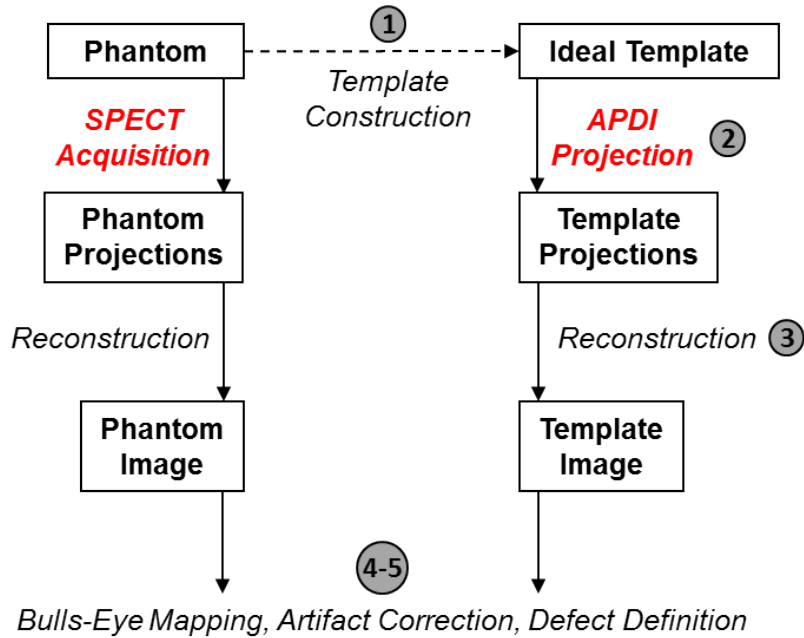 1
Phantom
Ideal Template
Template
Construction
SPECT
Acquisition
APDI
Projection
2
Phantom
Projections
Template
Projections
Reconstruction
Reconstruction
3
Phantom
Image
Template
Image
4-5
Bulls-Eye Mapping, Artifact Correction, Defect Definition